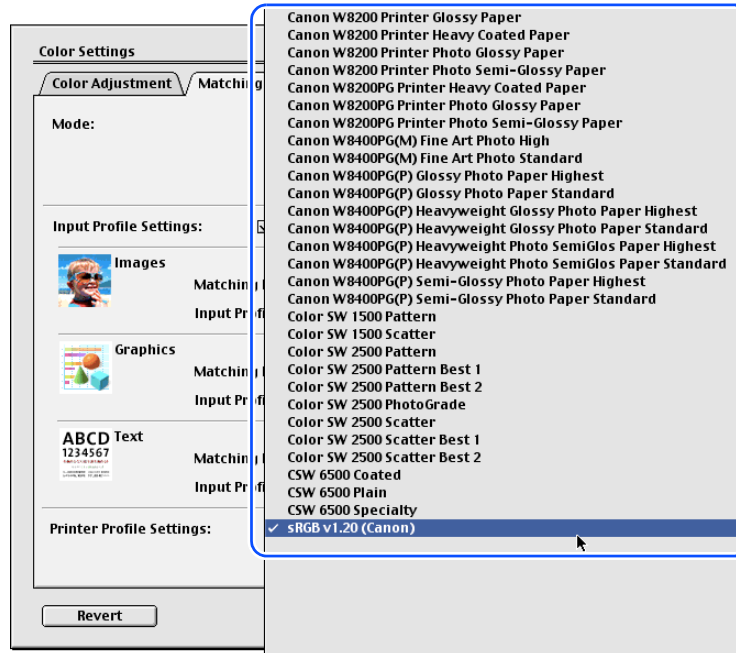 Color Settings
Color Adjustment
Matching
Mode:
Input Profile Settings:
Images
Matching
Input Profi
Graphics
Matching
Input Profi
ABCD
1234567
Text
Matching
Input Profi
Printer Profile Settings:
Revert
Canon W8200 Printer Glossy Paper
Canon W8200 Printer Heavy Coated Paper
Canon W8200 Printer Photo Glossy Paper
Canon W8200 Printer Photo Semi-Glossy Paper
Canon W8200PG Printer Heavy Coated Paper
Canon W8200PG Printer Photo Glossy Paper
Canon W8200PG Printer Photo Semi-Glossy Paper
Canon W8400PG(M) Fine Art Photo High
Canon W8400PG(M) Fine Art Photo Standard
Canon W8400PG(P) Glossy Photo Paper Highest
Canon W8400PG(P) Glossy Photo Paper Standard
Canon W8400PG(P) Heavyweight Glossy Photo Paper Highest
Canon W8400PG(P) Heavyweight Glossy Photo Paper Standard
Canon W8400PG(P) Heavyweight Photo SemiGlos Paper Highest
Canon W8400PG(P) Heavyweight Photo SemiGlos Paper Standard
Canon W8400PG(P) Semi-Glossy Photo Paper Highest
Canon W8400PG(P) Semi-Glossy Photo Paper Standard
Color SW 1500 Pattern
Color SW 1500 Scatter
Color SW 2500 Pattern
Color SW 2500 Pattern Best 1
Color SW 2500 Pattern Best 2
Color SW 2500 PhotoGrade
Color SW 2500 Scatter
Color SW 2500 Scatter Best 1
Color SW 2500 Scatter Best 2
CSW 6500 Coated
CSW 6500 Plain
CSW 6500 Specialty
sRGB v1.20 (Canon)